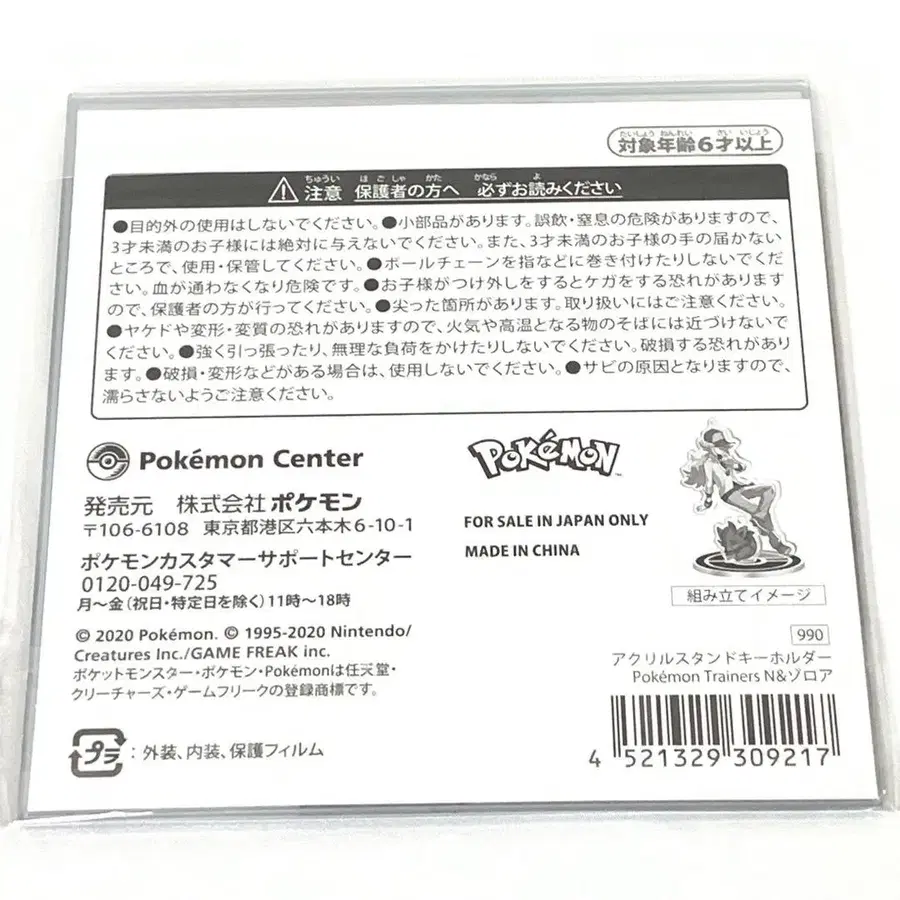 たいしょう ねんれい さい いじょう
対象年齢6才以上
ちゅうい ほごしゃ かた かなら よ
注意 保護者の方へ 必ずお読みください
●目的外の使用はしないでください。●小部品があります。誤飲・窒息の危険がありますので、
3才未満のお子様には絶対に与えないでください。また、3才未満のお子様の手の届かない
ところで、使用・保管してください。●ボールチェーンを指などに巻き付けたりしないでくだ
さい。血が通わなくなり危険です。●お子様がつけ外しをするとケガをする恐れがあります
ので、保護者の方が行ってください。●尖った箇所があります。取り扱いにはご注意ください。
●ヤケドや変形・変質の恐れがありますので、火気や高温となる物のそばには近づけないで
ください。●強く引っ張ったり、無理な負荷をかけたりしないでください。破損する恐れがあり
ます。●破損・変形などがある場合は、使用しないでください。●サビの原因となりますので、
濡らさないようご注意ください。
Pokémon Center
発売元 株式会社 ポケモン
〒106-6108 東京都港区六本木6-10-1
ポケモンカスタマーサポートセンター
0120-049-725
月〜金(祝日・特定日を除く)11時〜18時
© 2020 Pokémon. © 1995-2020 Nintendo/
Creatures Inc./GAME FREAK inc.
ポケットモンスター・ポケモン・Pokémonは任天堂・
クリーチャーズ・ゲームフリークの登録商標です。
プラ : 外装、内装、保護フィルム
POKéMON™
FOR SALE IN JAPAN ONLY
MADE IN CHINA
組み立てイメージ
990
アクリルスタンドキーホルダー
Pokémon Trainers N&ゾロア
4 521329 309217